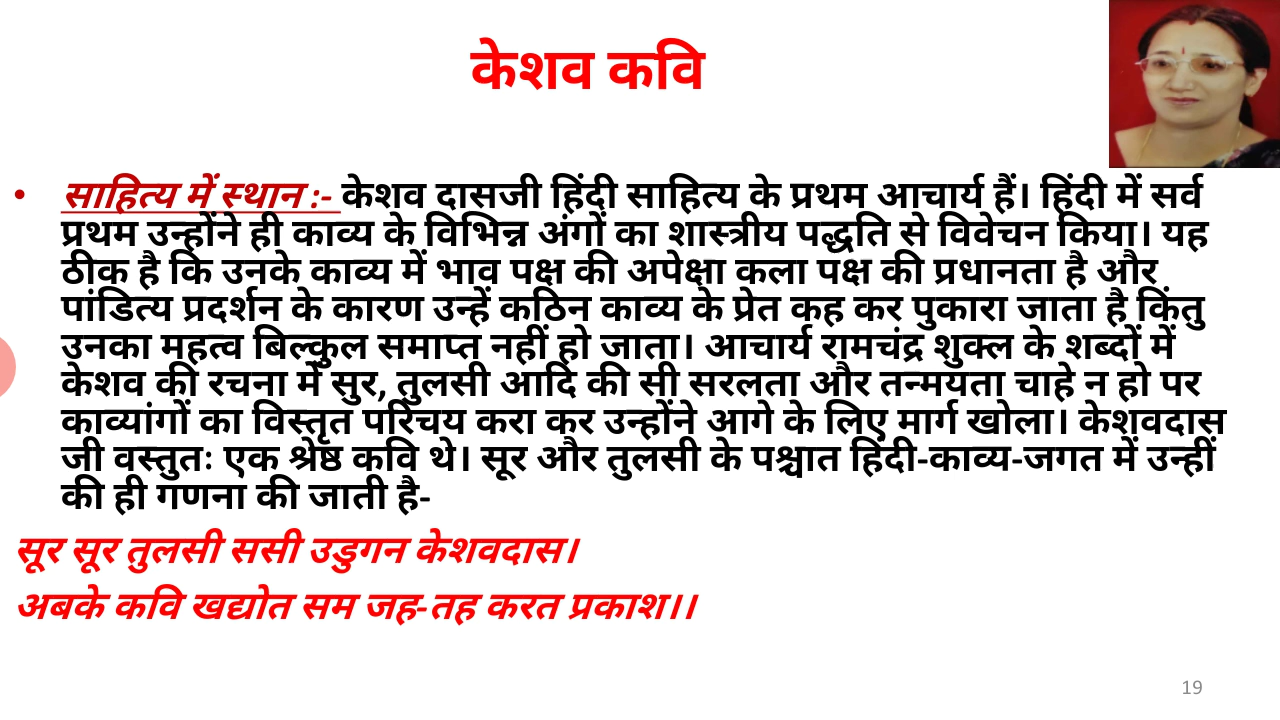 केशव कवि
• साहित्य में स्थान :- केशव दासजी हिंदी साहित्य के प्रथम आचार्य हैं। हिंदी में सर्व
प्रथम उन्होंने ही काव्य के विभिन्न अंगों का शास्त्रीय पद्धति से विवेचन किया। यह
ठीक है कि उनके काव्य में भाव पक्ष की अपेक्षा कला पक्ष की प्रधानता है और
पांडित्य प्रदर्शन के कारण उन्हें कठिन काव्य के प्रेत कह कर पुकारा जाता है किंतु
उनका महत्व बिल्कुल समाप्त नहीं हो जाता। आचार्य रामचंद्र शुक्ल के शब्दों में
केशव की रचना में सुर, तुलसी आदि की सी सरलता और तन्मयता चाहे न हो पर
काव्यांगों का विस्तृत परिचय करा कर उन्होंने आगे के लिए मार्ग खोला। केशवदास
जी वस्तुतः एक श्रेष्ठ कवि थे। सूर और तुलसी के पश्चात हिंदी-काव्य-जगत में उन्हीं
की ही गणना की जाती है-
सूर सूर तुलसी ससी उडुगन केशवदास।
अबके कवि खद्योत सम जह-तह करत प्रकाश।।
19